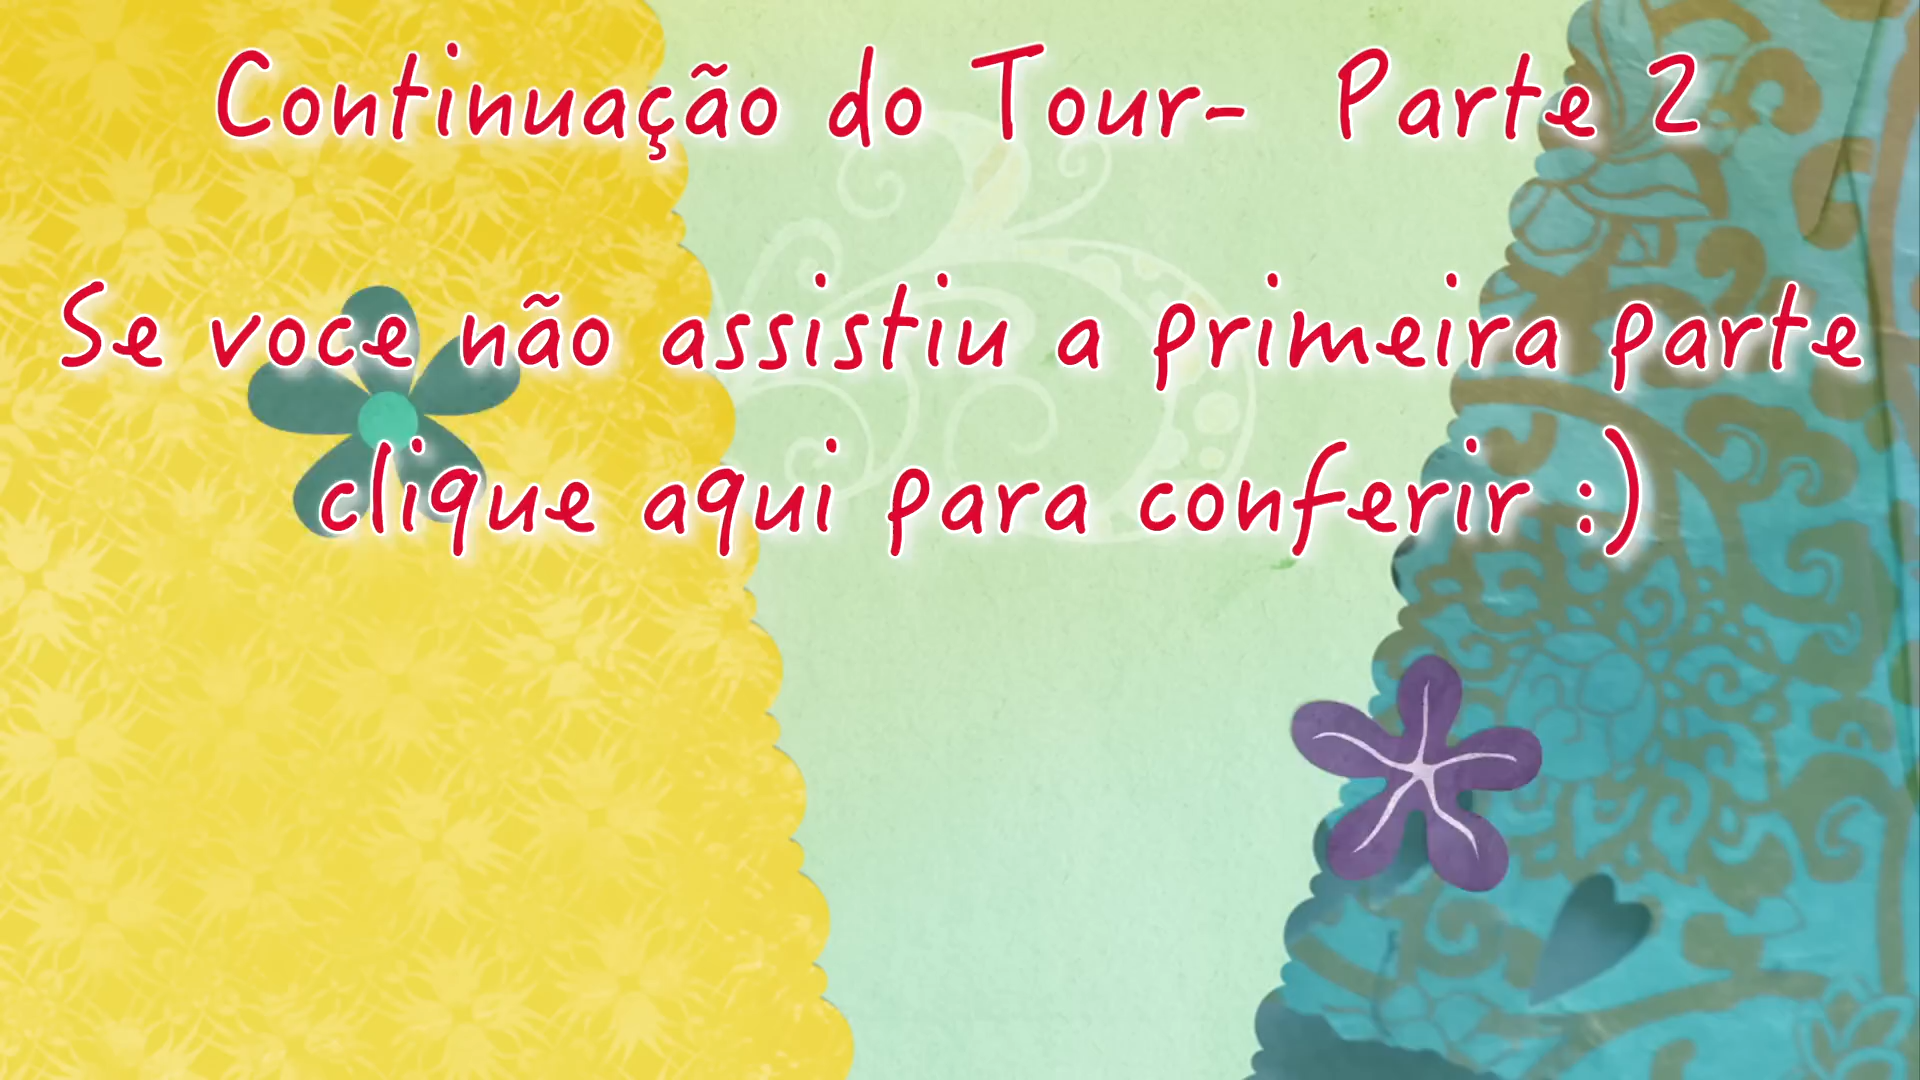 Continuação do Tour- Parte 2
Se voce não assistiu a primeira parte
clique aqui para conferir :)